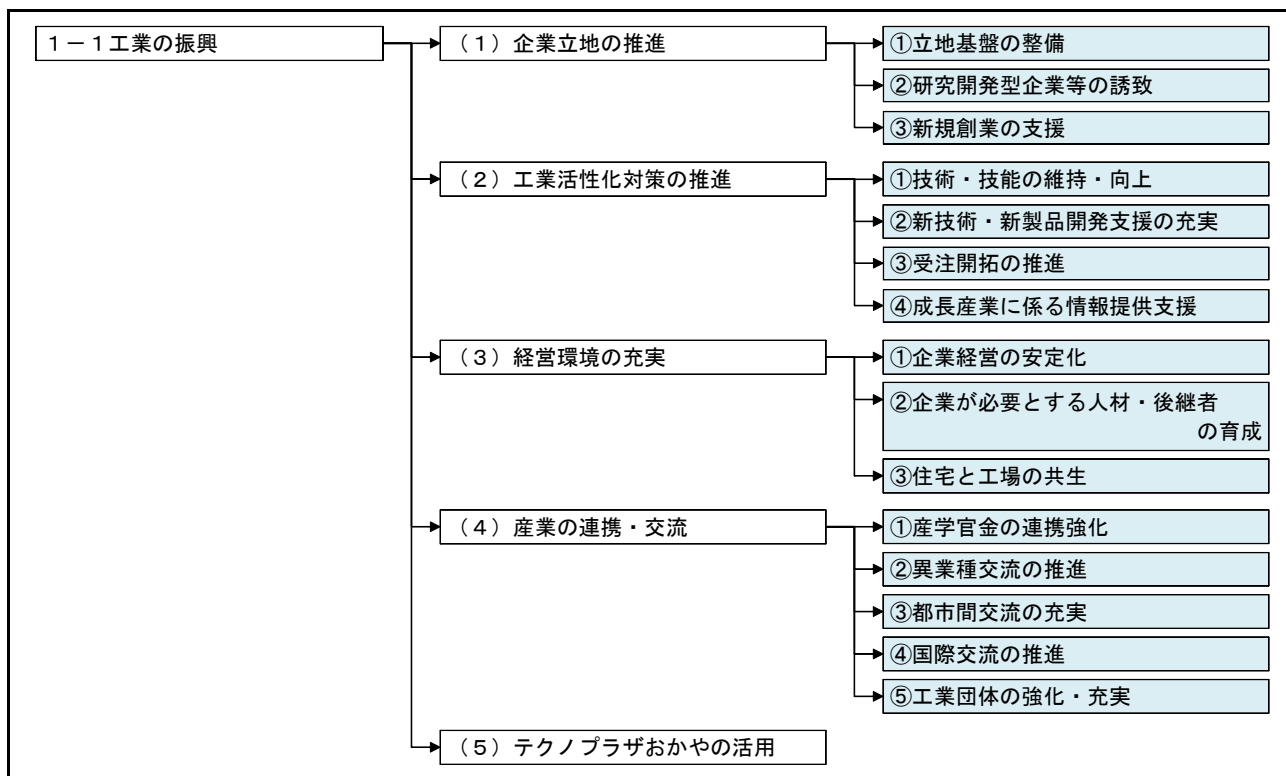 １－１工業の振興
（１）企業立地の推進
①立地基盤の整備
②研究開発型企業等の誘致
③新規創業の支援
（２）工業活性化対策の推進
①技術・技能の維持・向上
②新技術・新製品開発支援の充実
③受注開拓の推進
④成長産業に係る情報提供支援
（３）経営環境の充実
①企業経営の安定化
②企業が必要とする人材・後継者
の育成
③住宅と工場の共生
（４）産業の連携・交流
①産学官金の連携強化
②異業種交流の推進
③都市間交流の充実
④国際交流の推進
⑤工業団体の強化・充実
（５）テクノプラザおかやの活用